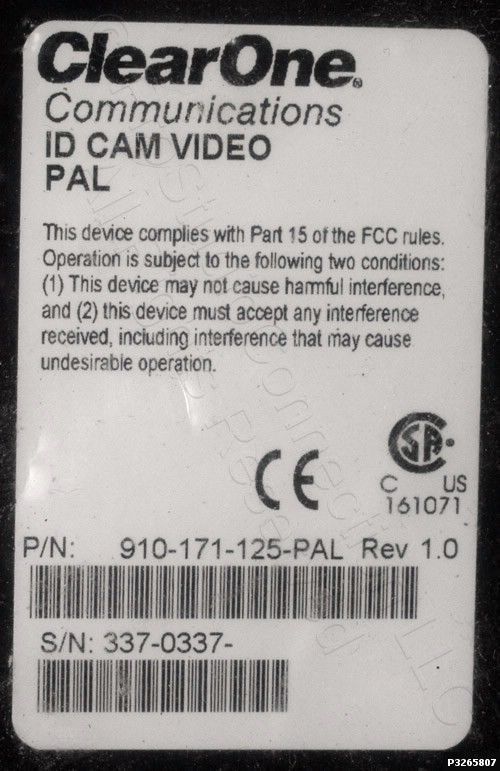 ClearOne®
Communications
ID CAM VIDEO
PAL
This device complies with Part 15 of the FCC rules.
Operation is subject to the following two conditions:
(1) This device may not cause harmful interference,
and (2) this device must accept any interference
received, including interference that may cause
undesirable operation.
CE
SA
C US
161071
P/N: 910-171-125-PAL Rev 1.0
S/N: 337-0337-
P3265807